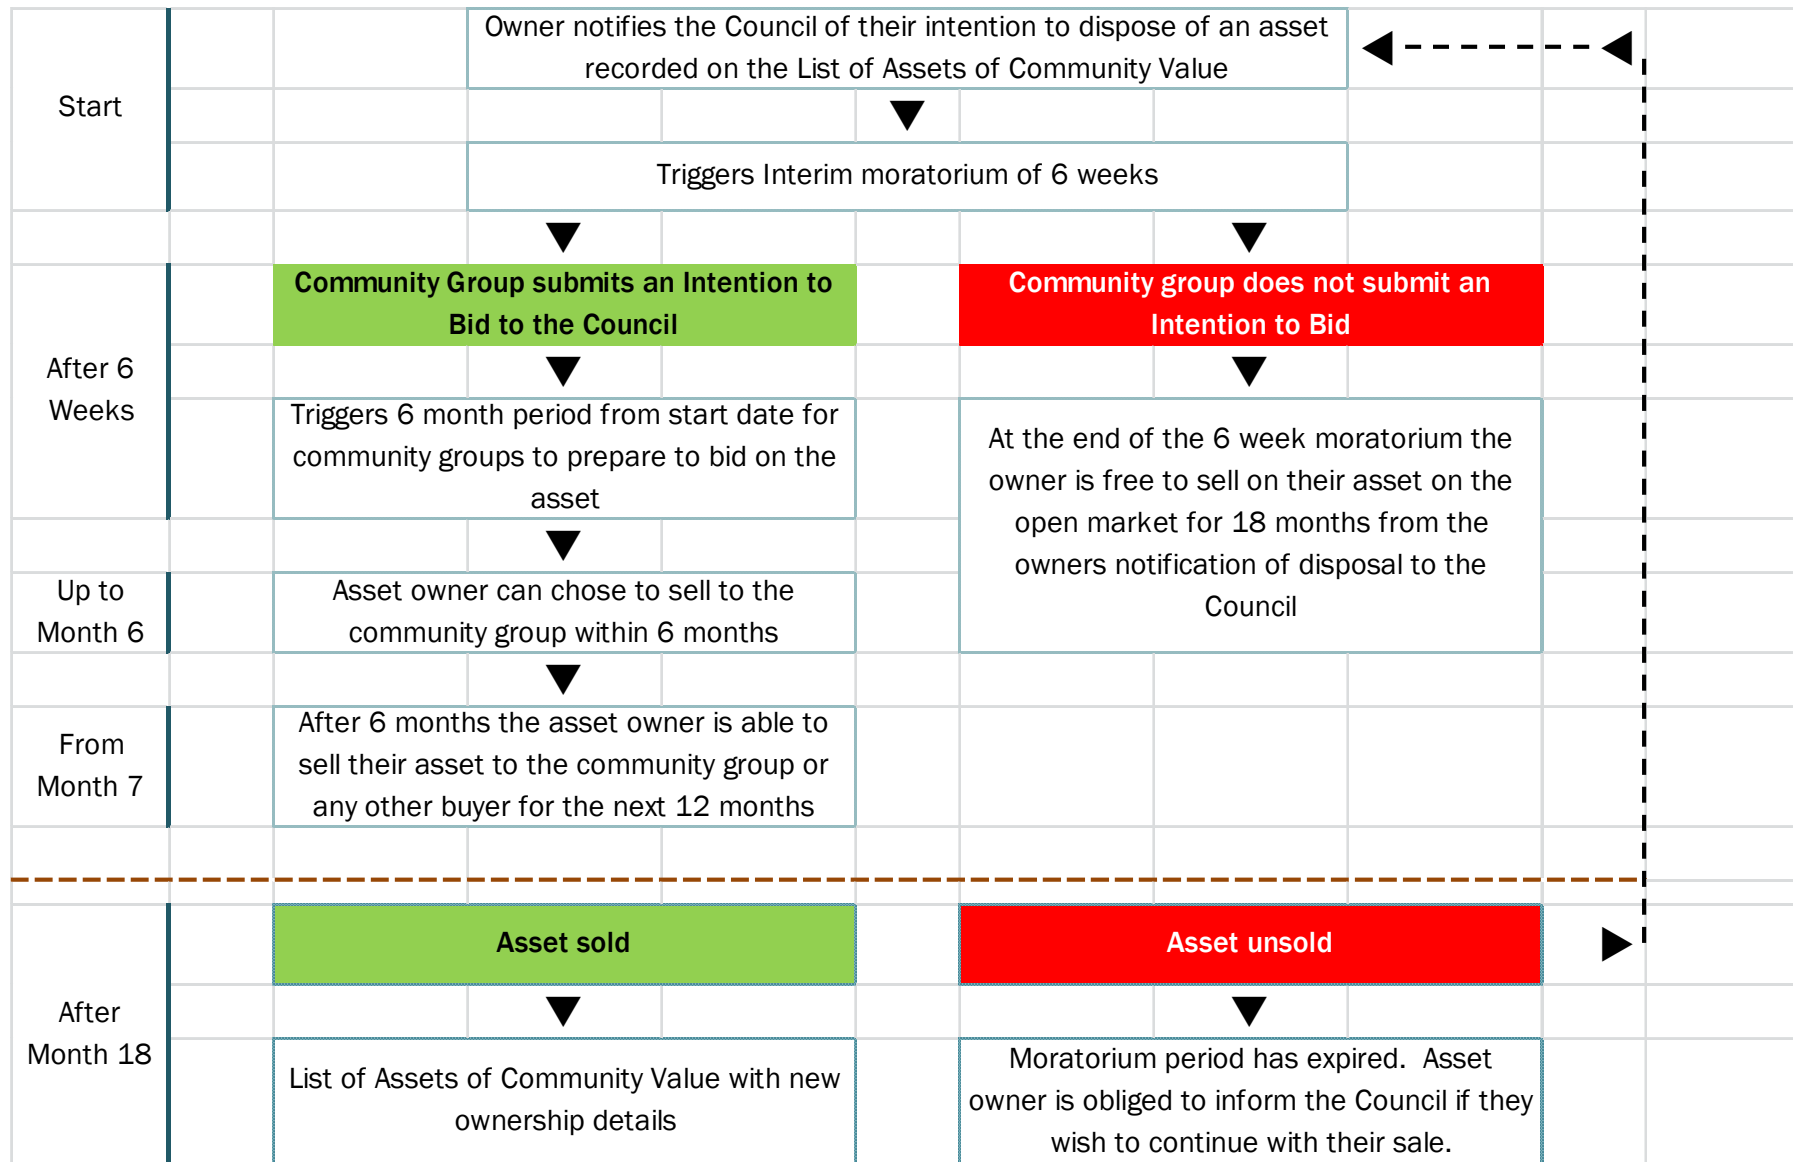 Start
Owner notifies the Council of their intention to dispose of an asset
recorded on the List of Assets of Community Value
Triggers Interim moratorium of 6 weeks
After 6
Weeks
Community Group submits an Intention to
Bid to the Council
Community group does not submit an
Intention to Bid
Triggers 6 month period from start date for
community groups to prepare to bid on the
asset
At the end of the 6 week moratorium the
owner is free to sell on their asset on the
open market for 18 months from the
owners notification of disposal to the
Council
Up to
Month 6
Asset owner can chose to sell to the
community group within 6 months
From
Month 7
After 6 months the asset owner is able to
sell their asset to the community group or
any other buyer for the next 12 months
After
Month 18
Asset sold
Asset unsold
List of Assets of Community Value with new
ownership details
Moratorium period has expired.  Asset
owner is obliged to inform the Council if they
wish to continue with their sale.